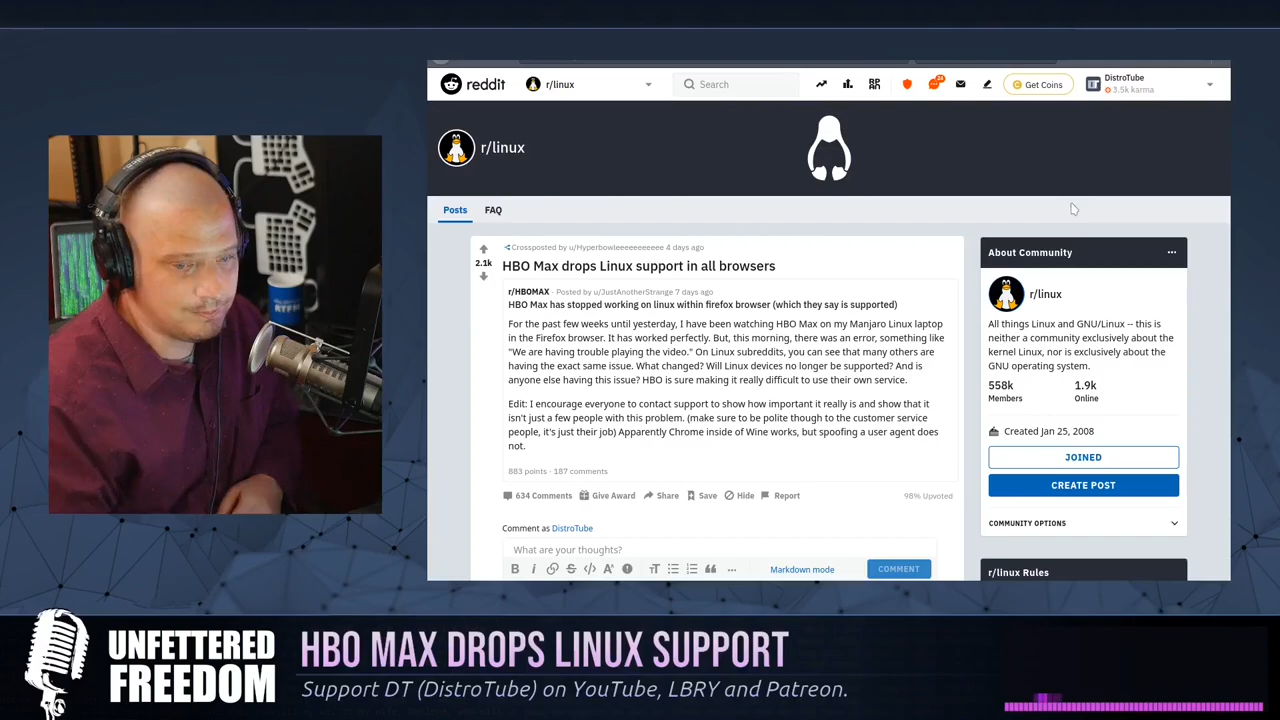 reddit
r/linux
Search
24
Get Coins
DistroTube
3.5k karma
r/linux
Posts
FAQ
Crossposted by u/Hyperbowleeeeeeeeeee 4 days ago
2.1k
HBO Max drops Linux support in all browsers
r/HBOMAX · Posted by u/JustAnotherStrange 7 days ago
HBO Max has stopped working on linux within firefox browser (which they say is supported)
For the past few weeks until yesterday, I have been watching HBO Max on my Manjaro Linux laptop
in the Firefox browser. It has worked perfectly. But, this morning, there was an error, something like
"We are having trouble playing the video." On Linux subreddits, you can see that many others are
having the exact same issue. What changed? Will Linux devices no longer be supported? And is
anyone else having this issue? HBO is sure making it really difficult to use their own service.
Edit: I encourage everyone to contact support to show how important it really is and show that it
isn't just a few people with this problem. (make sure to be polite though to the customer service
people, it's just their job) Apparently Chrome inside of Wine works, but spoofing a user agent does
not.
883 points · 187 comments
634 Comments Give Award Share Save Hide Report
98% Upvoted
Comment as DistroTube
What are your thoughts?
Markdown mode
COMMENT
About Community
r/linux
All things Linux and GNU/Linux -- this is
neither a community exclusively about the
kernel Linux, nor is exclusively about the
GNU operating system.
558k
Members
1.9k
Online
Created Jan 25, 2008
JOINED
CREATE POST
COMMUNITY OPTIONS
r/linux Rules
UNFETTERED
FREEDOM
HBO MAX DROPS LINUX SUPPORT
Support DT (DistroTube) on YouTube, LBRY and Patreon.